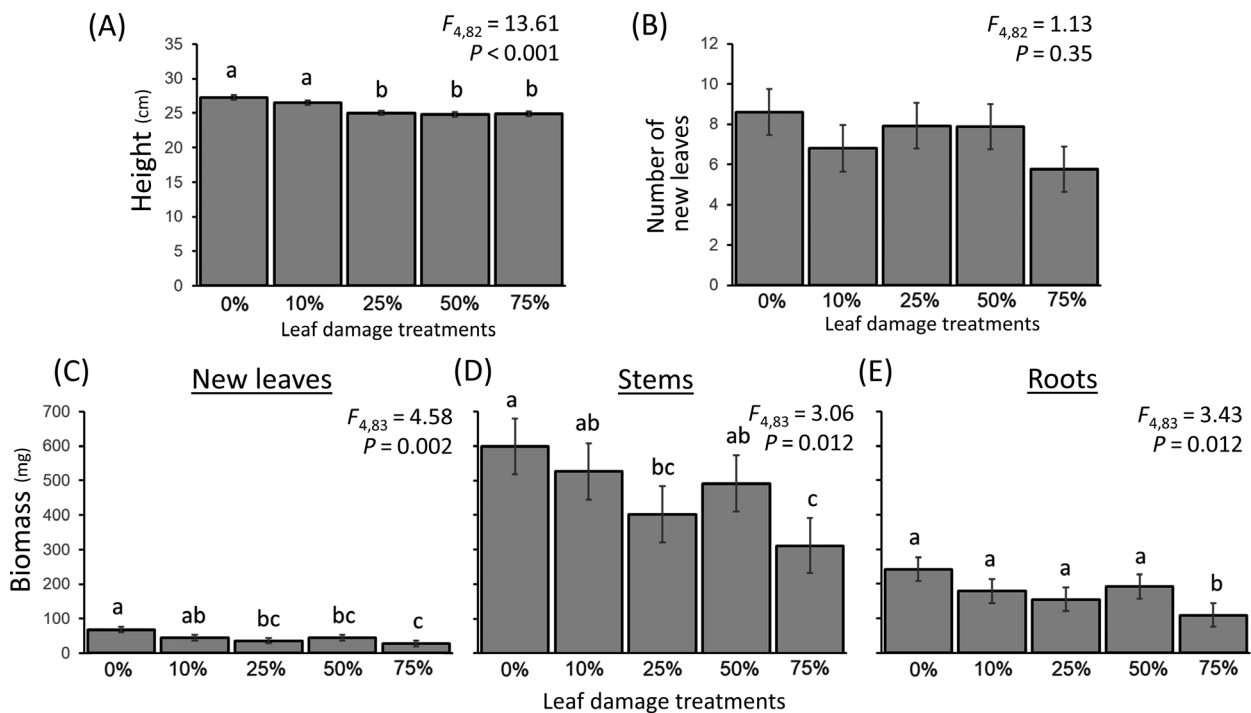 (A)
F4,82 = 13.61
P < 0.001
35
30
25
20
15
10
5
0
Height (cm)
a a b b b
0% 10% 25% 50% 75%
Leaf damage treatments
(B)
F4,82 = 1.13
P = 0.35
12
10
8
6
4
2
0
Number of
new leaves
0% 10% 25% 50% 75%
Leaf damage treatments
(C)
New leaves
F4,83 = 4.58
P = 0.002
700
600
500
400
300
200
100
0
Biomass (mg)
a ab bc bc c
0% 10% 25% 50% 75%
(D)
Stems
F4,83 = 3.06
P = 0.012
a ab bc ab c
0% 10% 25% 50% 75%
Leaf damage treatments
(E)
Roots
F4,83 = 3.43
P = 0.012
a a a a b
0% 10% 25% 50% 75%